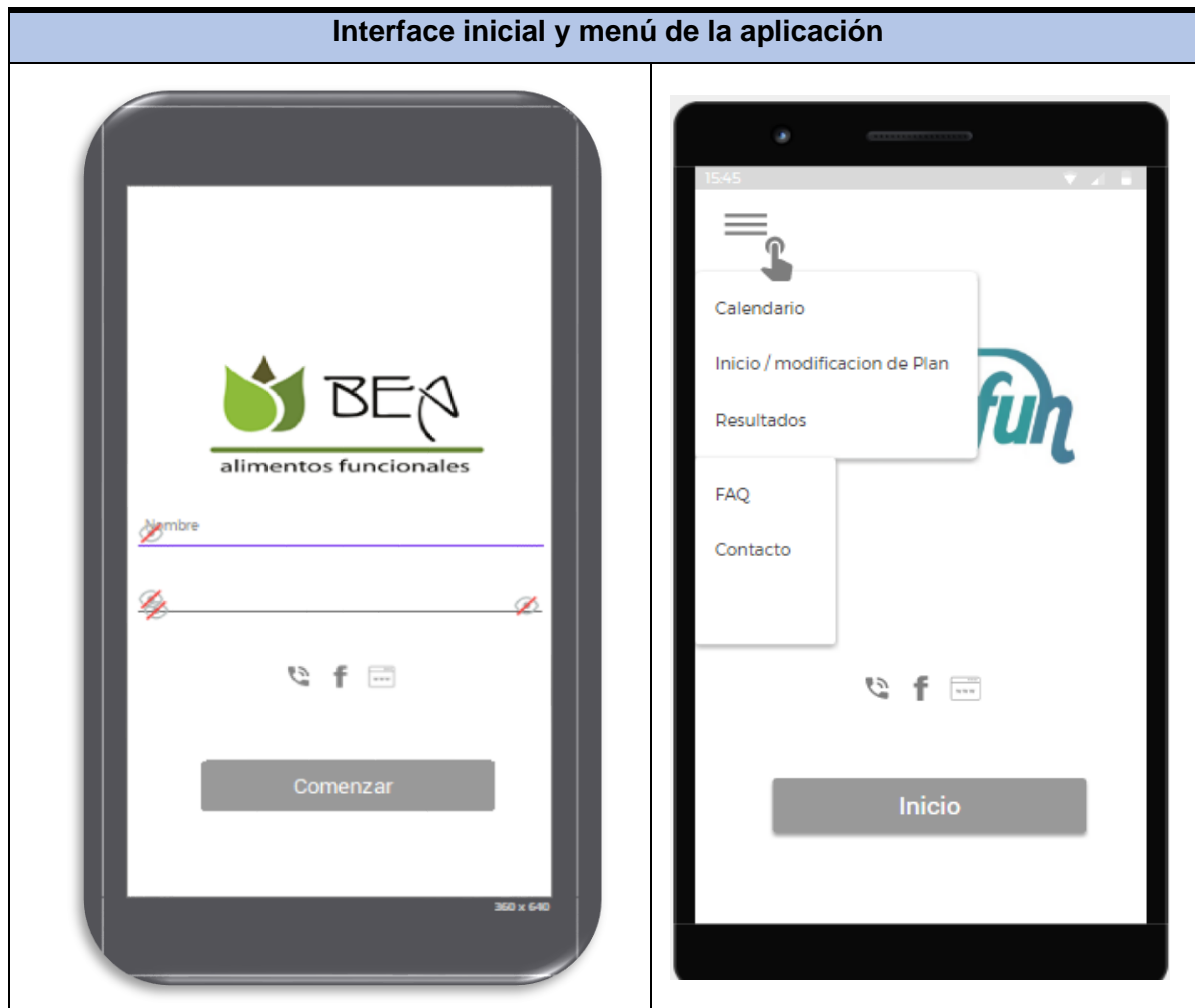 Interface inicial y menú de la aplicación
BEA
alimentos funcionales
Nombre
Comenzar
360 x 640
15:45
Calendario
Inicio / modificacion de Plan
Resultados
fun
FAQ
Contacto
f
www
Inicio